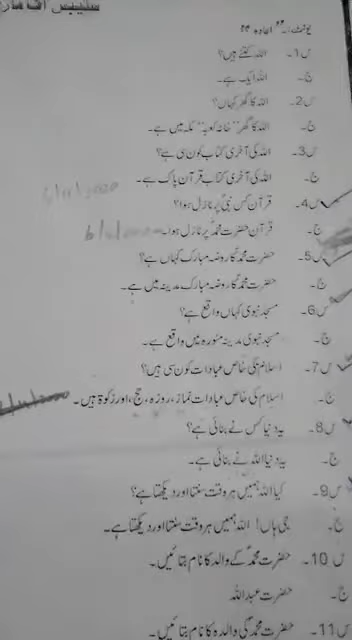 سلیبس آف
یونٹ:۔
س1۔ اللہ کتنے ہیں؟
ج۔ اللہ ایک ہے۔
س2۔ اللہ کا گھر کہاں؟
ج۔ اللہ کا گھر "خانہ کعبہ" مکہ میں ہے۔
س3۔ اللہ کی آخری کتاب کون سی ہے؟
ج۔ اللہ کی آخری کتاب قرآن پاک ہے۔
س4۔ قرآن کس نبیؐ پر نازل ہوا؟
ج۔ قرآن حضرت محمدؐ پر نازل ہوا۔
س5۔ حضرت محمدؐ کا روضہ مبارک کہاں ہے؟
ج۔ حضرت محمدؐ کا روضہ مبارک مدینہ میں ہے۔
س6۔ مسجد نبوی کہاں واقع ہے؟
ج۔ مسجد نبوی مدینہ منورہ میں واقع ہے۔
س7۔ اسلام کی خاص عبادات کون سی ہیں؟
ج۔ اسلام کی خاص عبادات نماز، روزہ، حج، اور زکوۃ ہیں۔
س8۔ یہ دنیا کس نے بنائی ہے؟
ج۔ یہ دنیا اللہ نے بنائی ہے۔
س9۔ کیا اللہ ہمیں ہر وقت سنتا اور دیکھتا ہے؟
ج۔ جی ہاں! اللہ ہمیں ہر وقت سنتا اور دیکھتا ہے۔
س10۔ حضرت محمدؐ کے والد کا نام بتائیں۔
ج۔ حضرت عبداللہ
س11۔ حضرت محمدؐ کی والدہ کا نام بتائیں۔